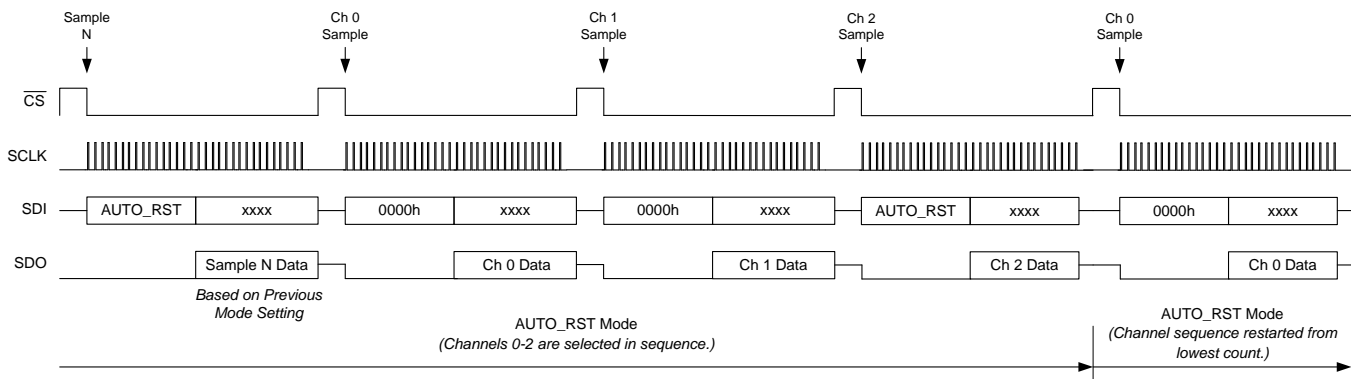 Sample
N
Ch 0
Sample
Ch 1
Sample
Ch 2
Sample
Ch 0
Sample
CS
SCLK
SDI
AUTO_RST
xxxx
0000h
xxxx
0000h
xxxx
AUTO_RST
xxxx
0000h
xxxx
SDO
Sample N Data
Ch 0 Data
Ch 1 Data
Ch 2 Data
Ch 0 Data
Based on Previous
Mode Setting
AUTO_RST Mode
(Channels 0-2 are selected in sequence.)
AUTO_RST Mode
(Channel sequence restarted from
lowest count.)